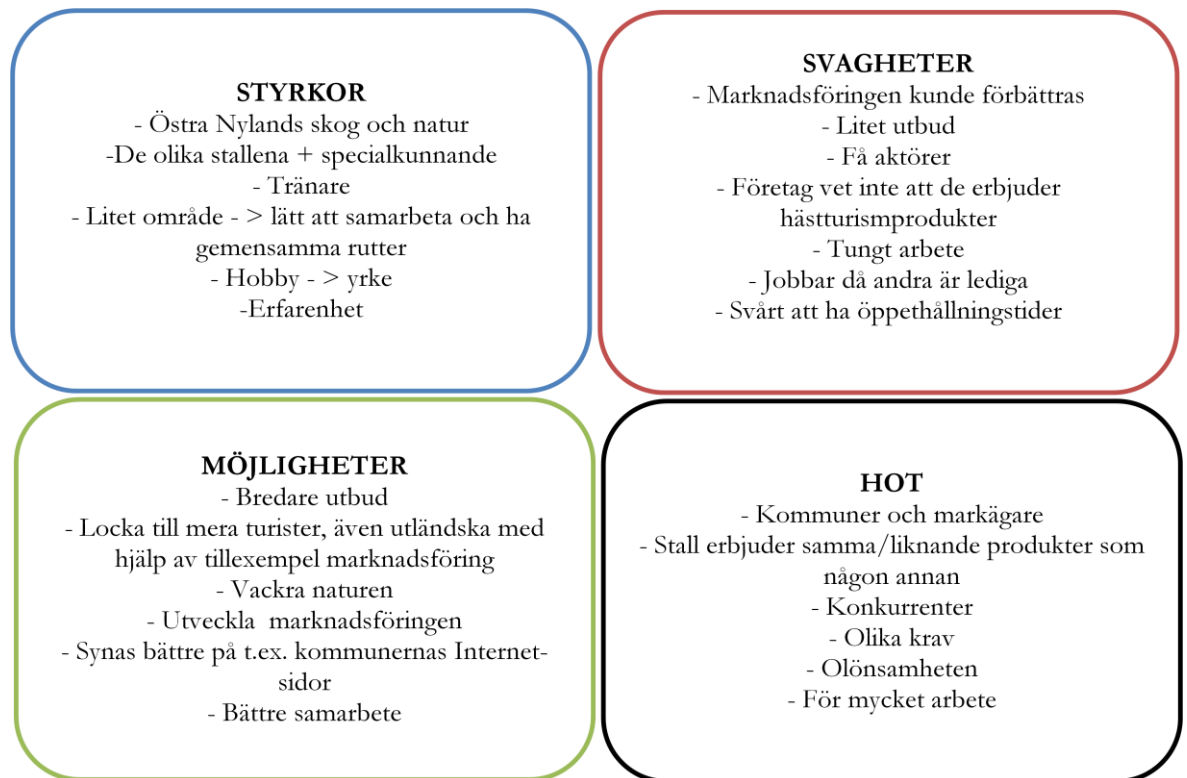 STYRKOR
- Östra Nylands skog och natur
-De olika stallena + specialkunnande
- Tränare
- Litet område - > lätt att samarbeta och ha
gemensamma rutter
- Hobby - > yrke
-Erfarenhet
SVAGHETER
- Marknadsföringen kunde förbättras
- Litet utbud
- Få aktörer
- Företag vet inte att de erbjuder
hästturismprodukter
- Tungt arbete
- Jobbar då andra är lediga
- Svårt att ha öppethållningstider
MÖJLIGHETER
- Bredare utbud
- Locka till mera turister, även utländska med
hjälp av tillexempel marknadsföring
- Vackra naturen
- Utveckla  marknadsföringen
- Synas bättre på t.ex. kommunernas Internet-
sidor
- Bättre samarbete
HOT
- Kommuner och markägare
- Stall erbjuder samma/liknande produkter som
någon annan
- Konkurrenter
- Olika krav
- Olönsamheten
- För mycket arbete